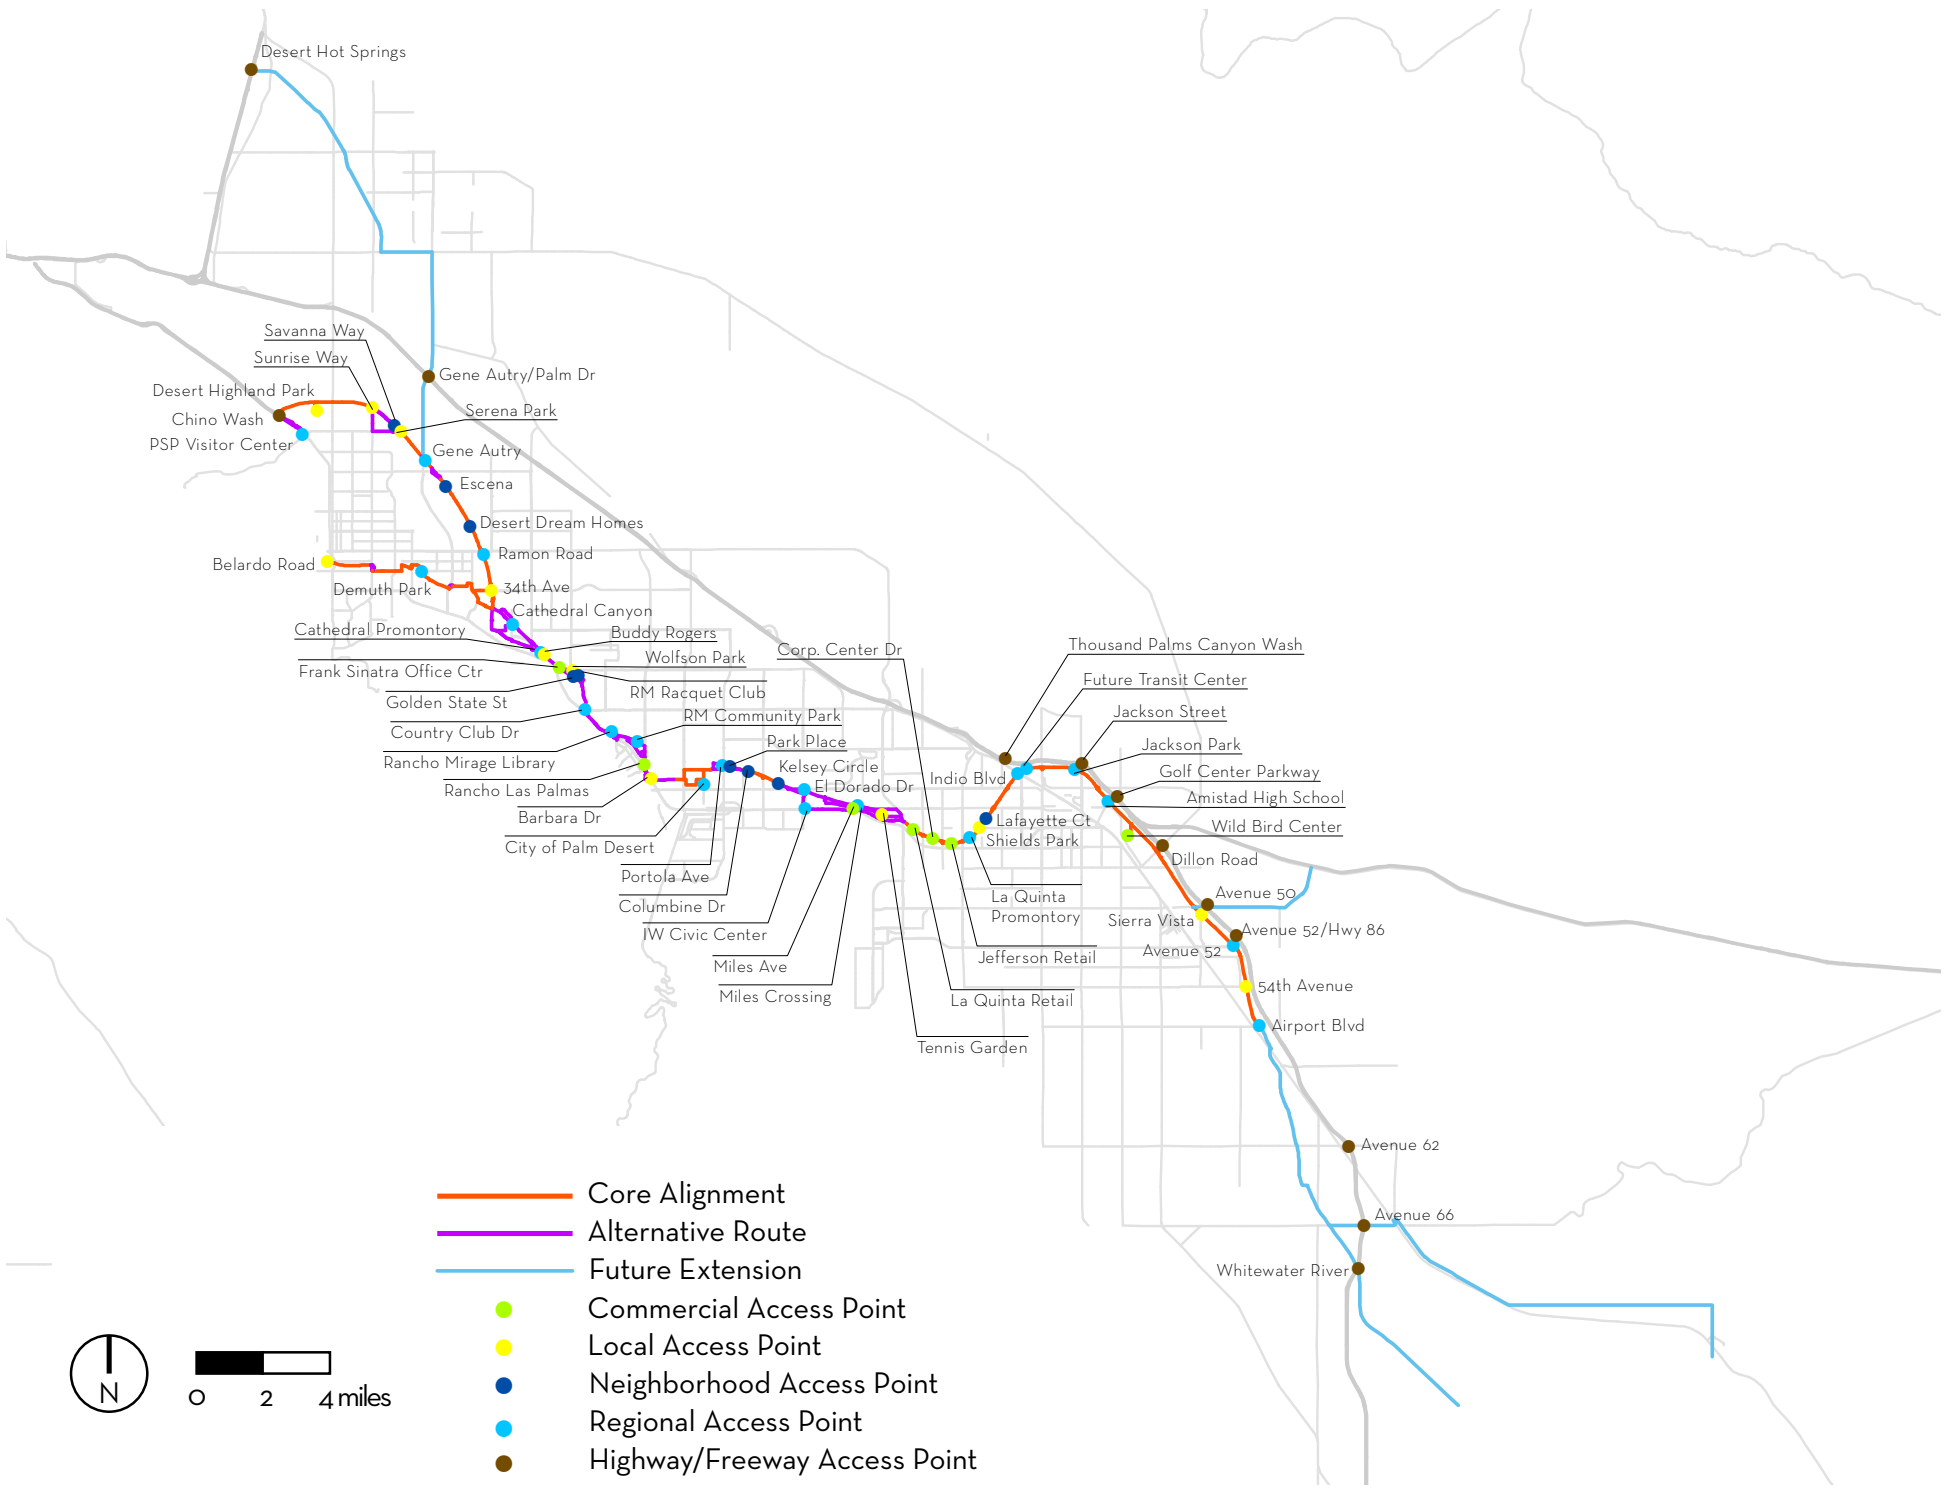 Desert Hot Springs
Savanna Way
Sunrise Way
Gene Autry/Palm Dr
Desert Highland Park
Serena Park
Chino Wash
PSP Visitor Center
Gene Autry
Escena
Desert Dream Homes
Ramon Road
Belardo Road
Demuth Park
34th Ave
Cathedral Canyon
Cathedral Promontory
Buddy Rogers
Wolfson Park
Corp. Center Dr
Thousand Palms Canyon Wash
Frank Sinatra Office Ctr
Future Transit Center
RM Racquet Club
Golden State St
RM Community Park
Jackson Street
Country Club Dr
Park Place
Jackson Park
Rancho Mirage Library
Kelsey Circle
Indio Blvd
Golf Center Parkway
El Dorado Dr
Rancho Las Palmas
Amistad High School
Barbara Dr
Lafayette Ct
Wild Bird Center
City of Palm Desert
Shields Park
Dillon Road
Portola Ave
Columbine Dr
La Quinta
Promontory
Avenue 50
Sierra Vista
IW Civic Center
Avenue 52/Hwy 86
Avenue 52
Jefferson Retail
Miles Ave
Miles Crossing
La Quinta Retail
54th Avenue
Airport Blvd
Tennis Garden
Avenue 62
Avenue 66
Whitewater River
Core Alignment
Alternative Route
Future Extension
Commercial Access Point
Local Access Point
Neighborhood Access Point
Regional Access Point
Highway/Freeway Access Point
N
0 2 4 miles